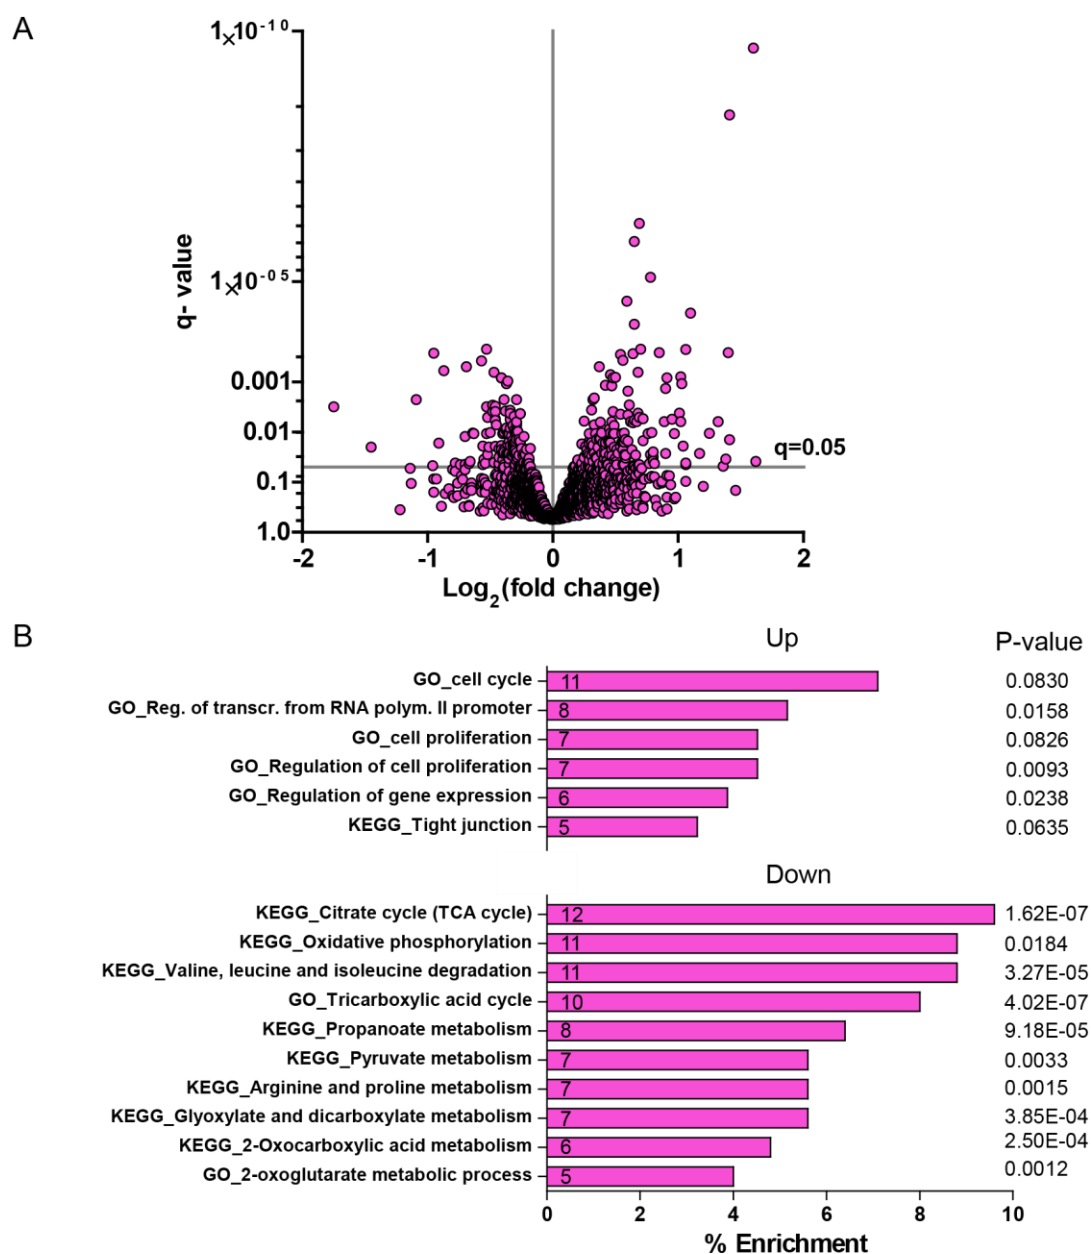 A
1×10-10
1×10-05
0.001
0.01
0.1
1.0
q- value
q=0.05
-2 -1 0 1 2
Log2(fold change)
B
Up P-value
GO_cell cycle 11 0.0830
GO_Reg. of transcr. from RNA polym. II promoter 8 0.0158
GO_cell proliferation 7 0.0826
GO_Regulation of cell proliferation 7 0.0093
GO_Regulation of gene expression 6 0.0238
KEGG_Tight junction 5 0.0635
Down
KEGG_Citrate cycle (TCA cycle) 12 1.62E-07
KEGG_Oxidative phosphorylation 11 0.0184
KEGG_Valine, leucine and isoleucine degradation 11 3.27E-05
GO_Tricarboxylic acid cycle 10 4.02E-07
KEGG_Propanoate metabolism 8 9.18E-05
KEGG_Pyruvate metabolism 7 0.0033
KEGG_Arginine and proline metabolism 7 0.0015
KEGG_Glyoxylate and dicarboxylate metabolism 7 3.85E-04
KEGG_2-Oxocarboxylic acid metabolism 6 2.50E-04
GO_2-oxoglutarate metabolic process 5 0.0012
0 2 4 6 8 10
% Enrichment